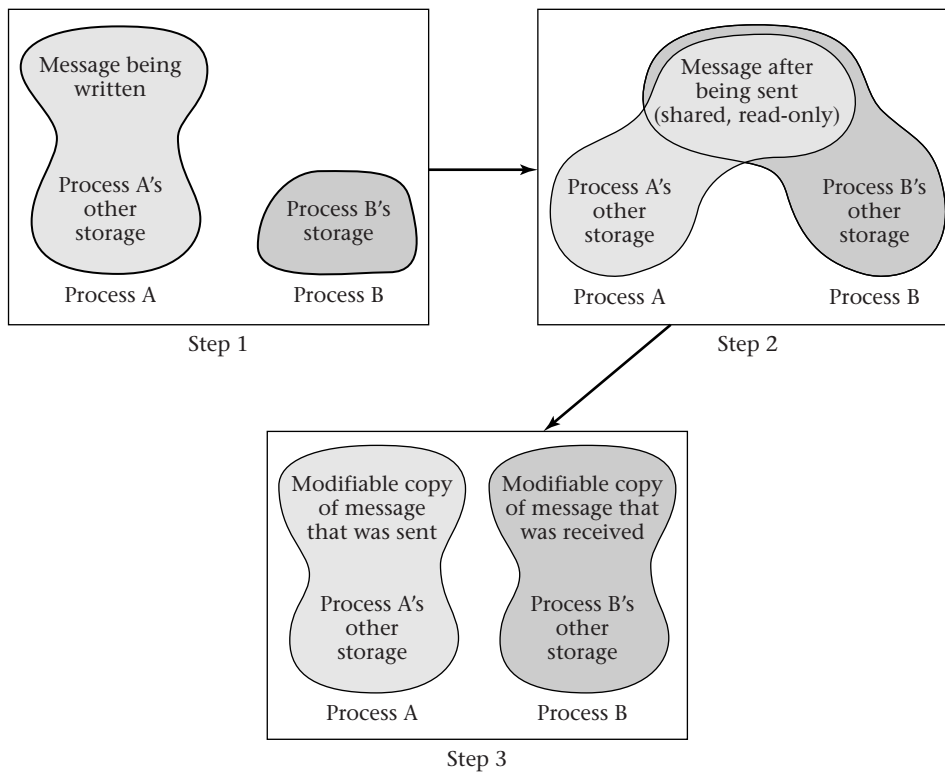 Message being
written
Process A's
other
storage
Process B's
storage
Process A
Process B
Step 1
Message after
being sent
(shared, read-only)
Process A's
other
storage
Process B's
other
storage
Process A
Process B
Step 2
Modifiable copy
of message
that was sent
Process A's
other
storage
Modifiable copy
of message that
was received
Process B's
other
storage
Process A
Process B
Step 3